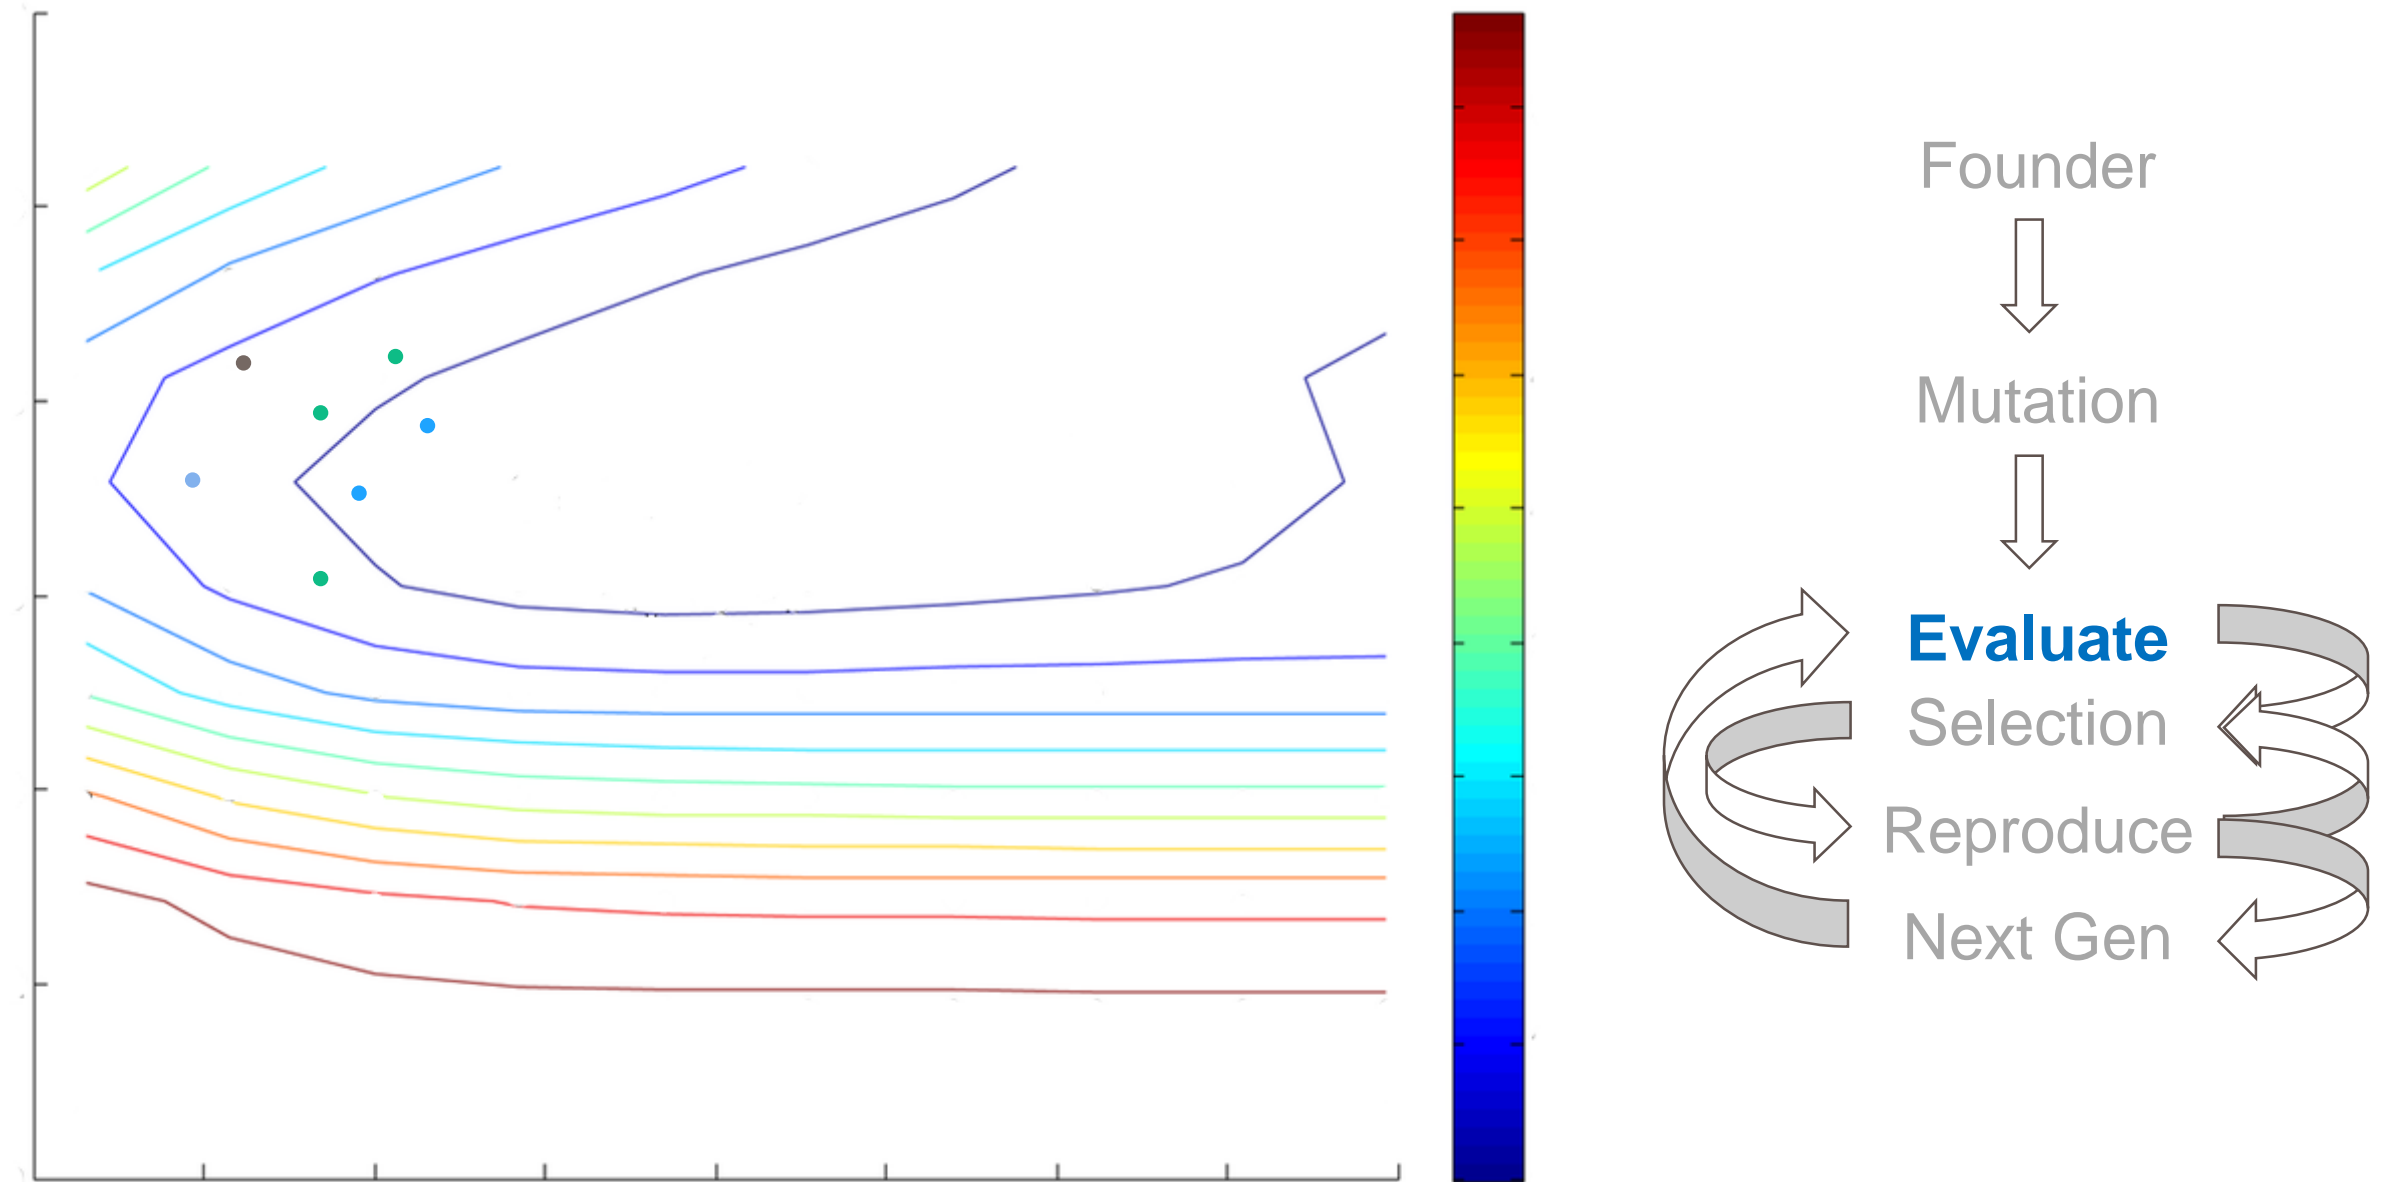 Founder
Mutation
Evaluate
Selection
Reproduce
Next Gen